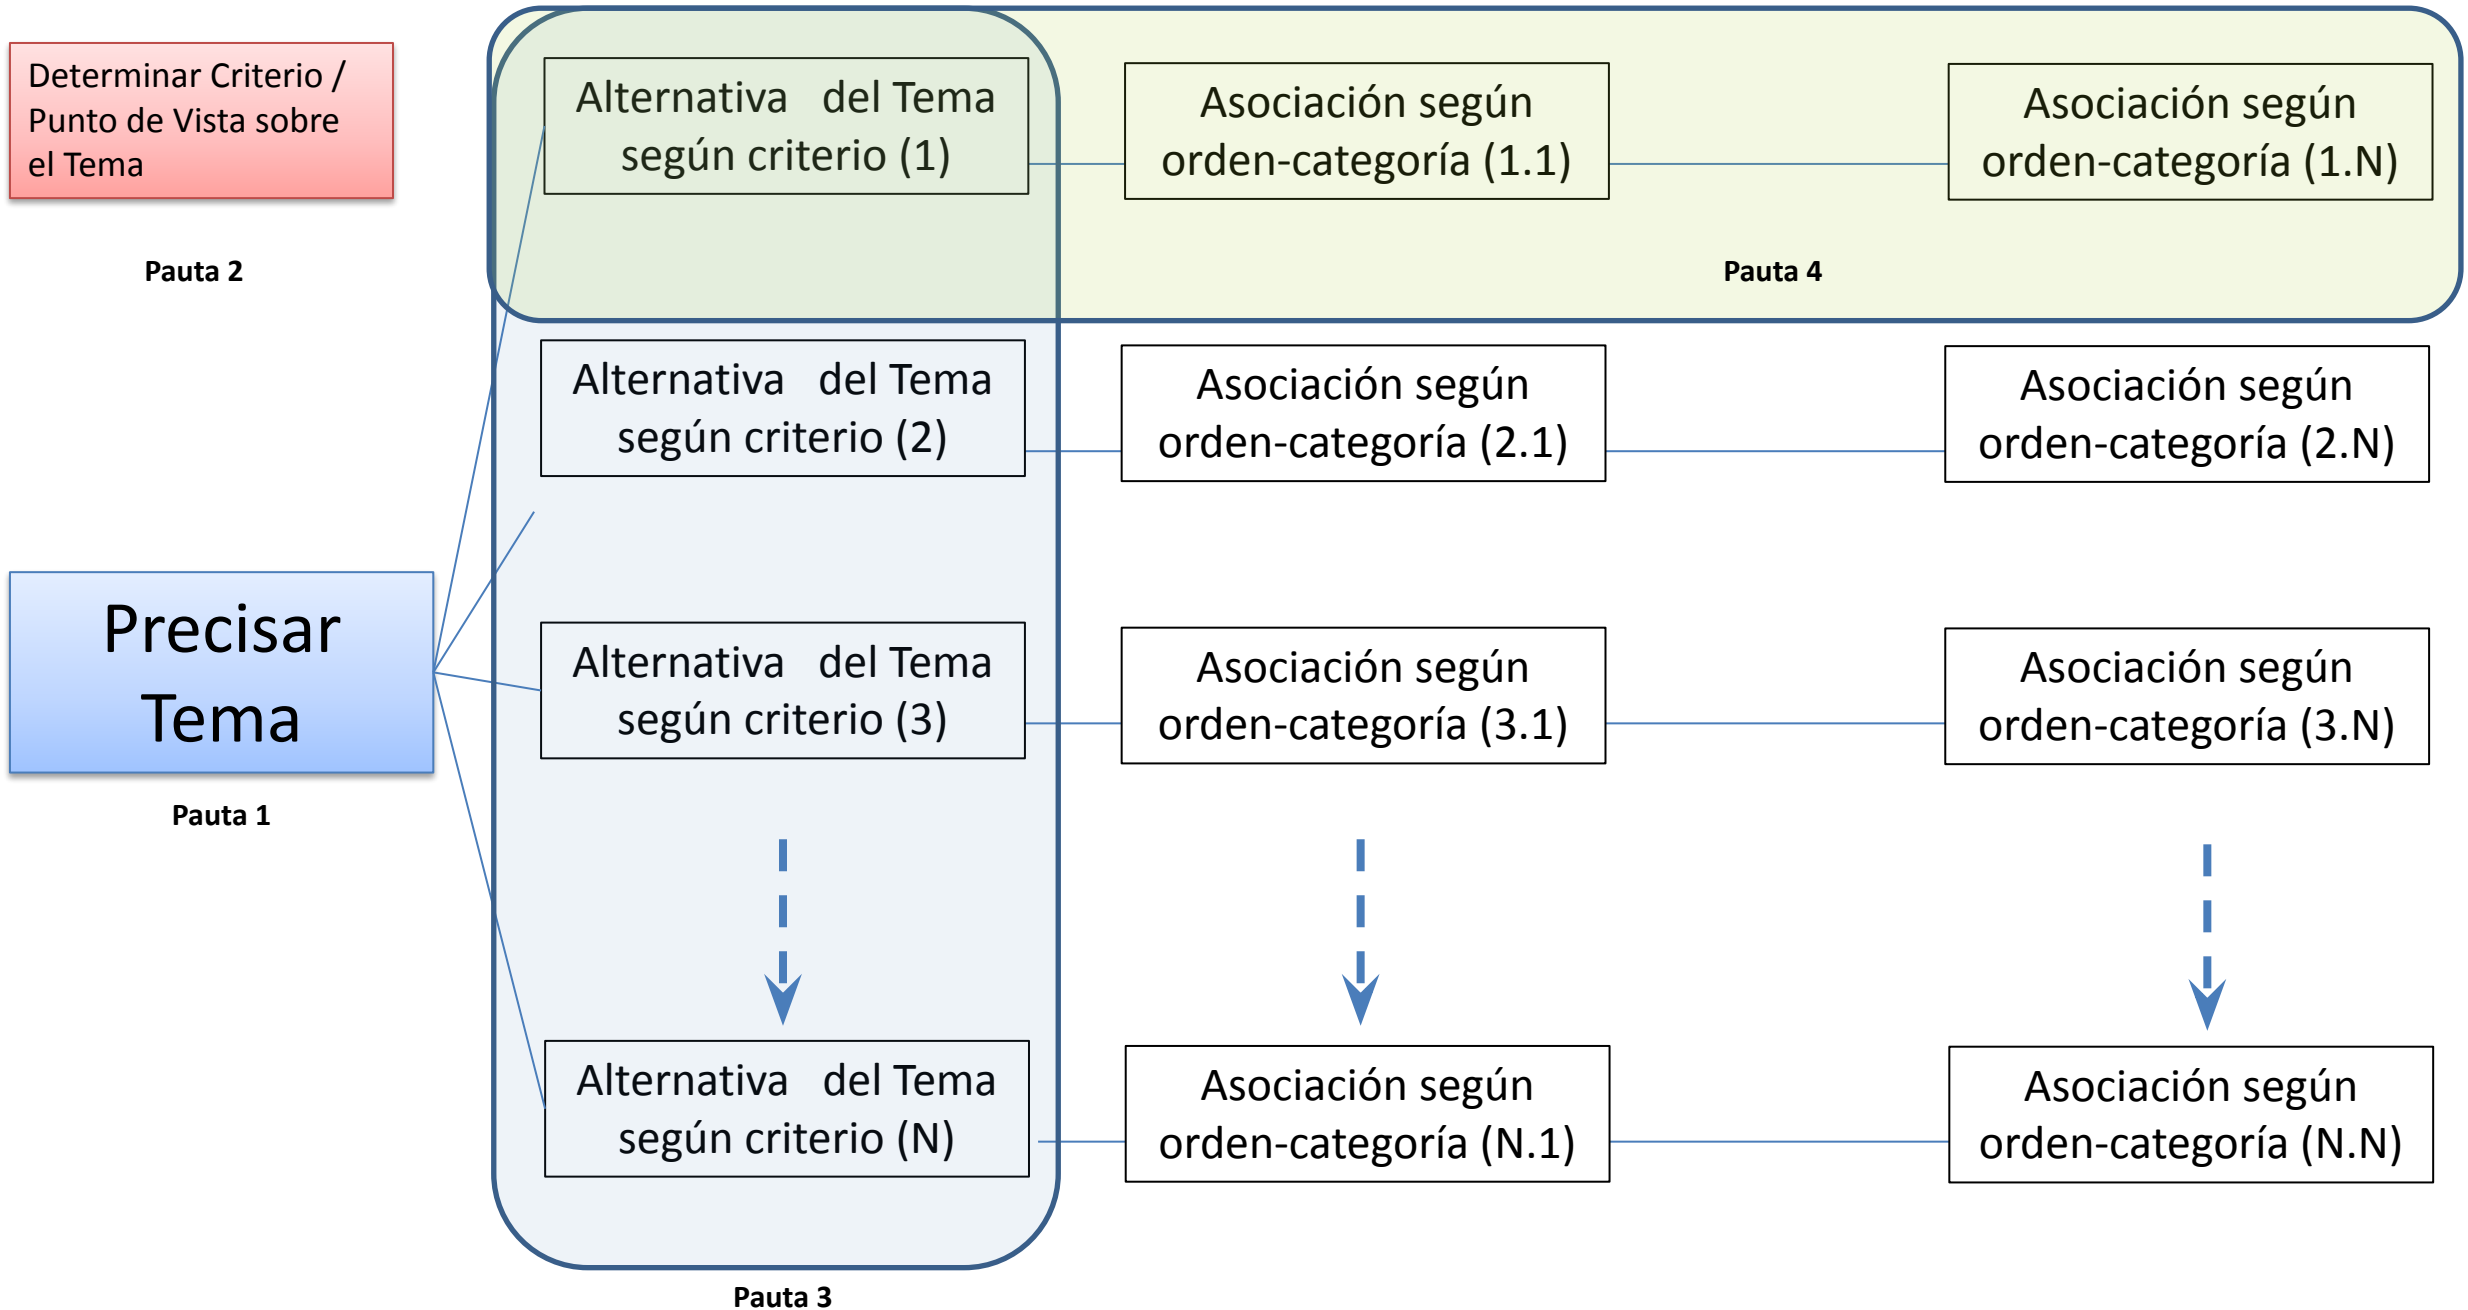 Determinar Criterio /
Punto de Vista sobre
el Tema
Pauta 2
Alternativa del Tema
según criterio (1)
Asociación según
orden-categoría (1.1)
Asociación según
orden-categoría (1.N)
Pauta 4
Alternativa del Tema
según criterio (2)
Asociación según
orden-categoría (2.1)
Asociación según
orden-categoría (2.N)
Precisar
Tema
Pauta 1
Alternativa del Tema
según criterio (3)
Asociación según
orden-categoría (3.1)
Asociación según
orden-categoría (3.N)
Alternativa del Tema
según criterio (N)
Asociación según
orden-categoría (N.1)
Asociación según
orden-categoría (N.N)
Pauta 3